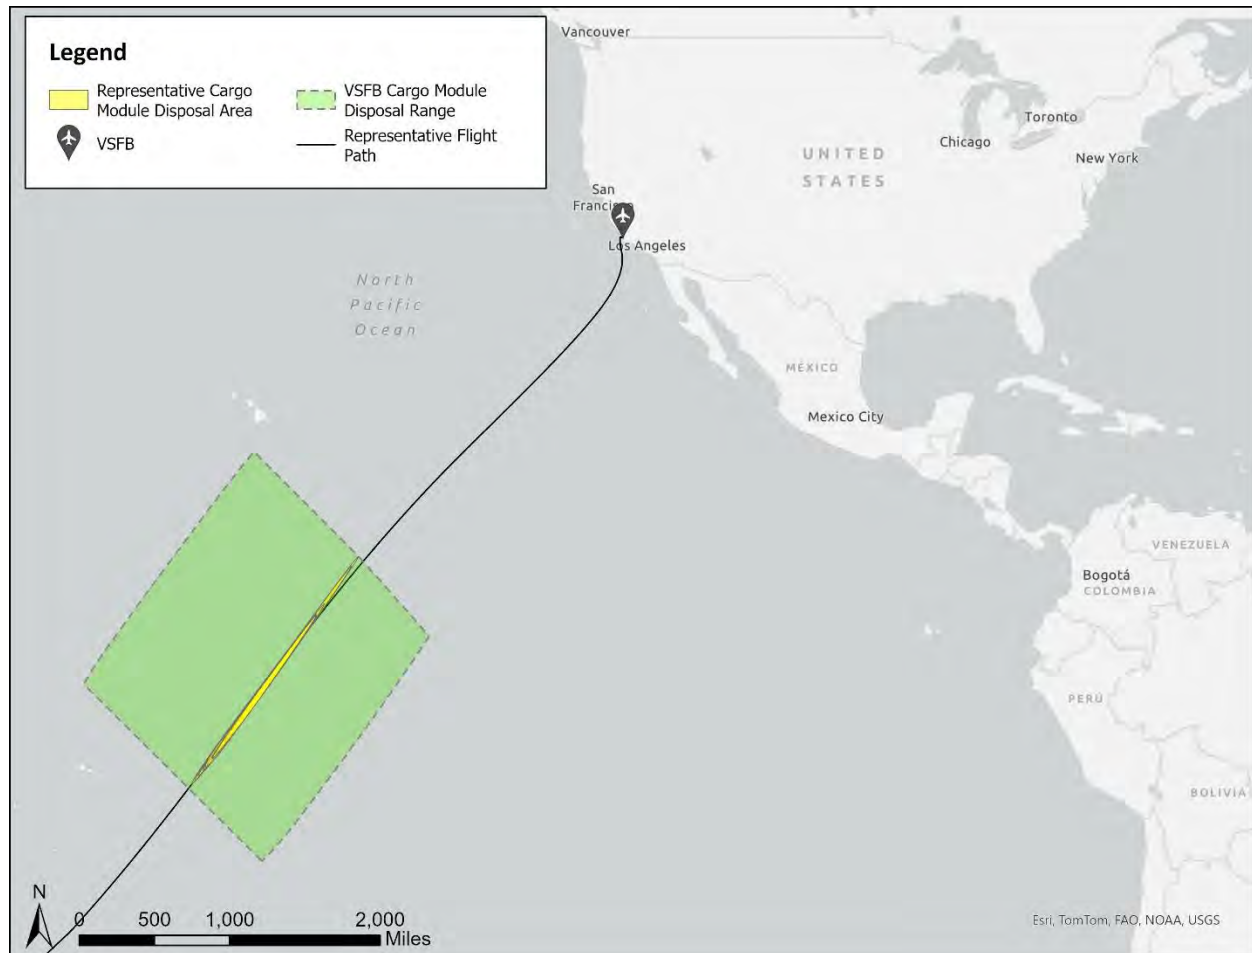 Legend
Representative Cargo
Module Disposal Area
VSFB Cargo Module
Disposal Range
VSFB
Representative Flight
Path
Vancouver
Toronto
Chicago
New York
UNITED
STATES
San
Francisco
Los Angeles
North
Pacific
Ocean
MÉXICO
Mexico City
VENEZUELA
Bogotá
COLOMBIA
PERÚ
BOLIVIA
N
0 500 1,000 2,000
Miles
Esri, TomTom, FAO, NOAA, USGS